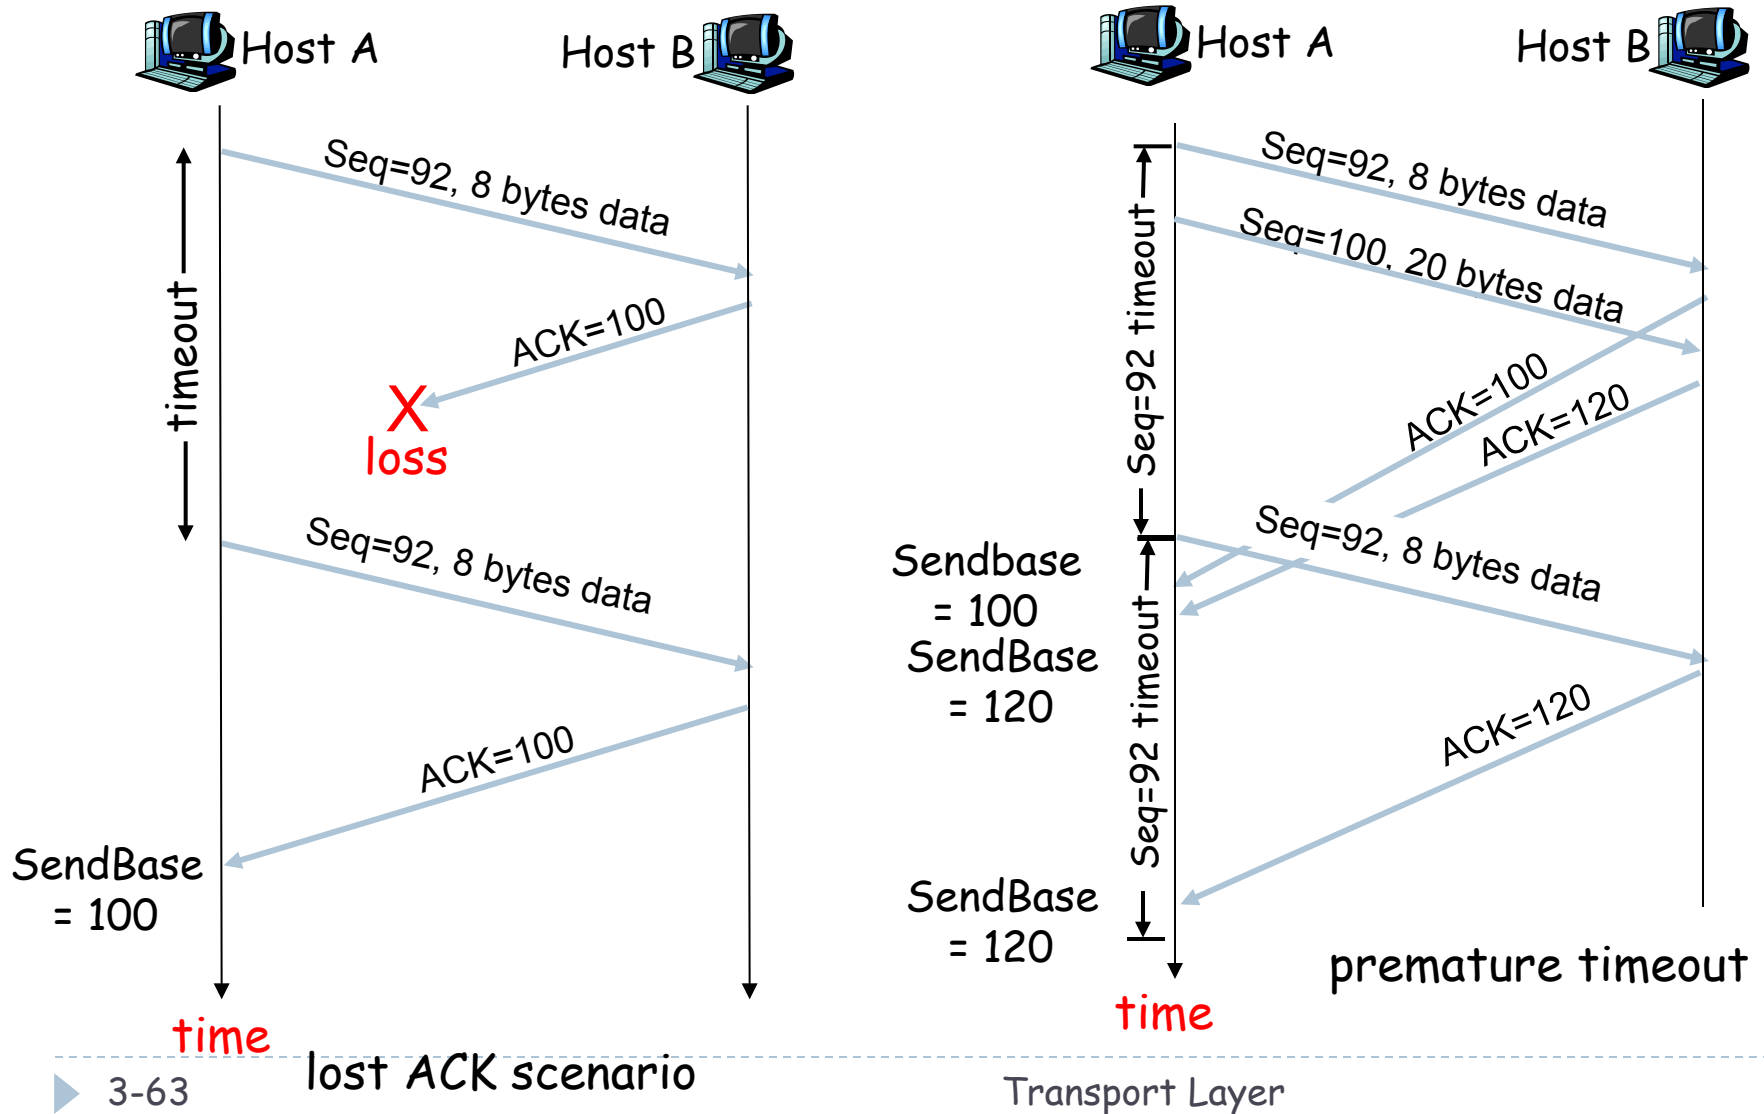 Host A
Host B
Seq=92, 8 bytes data
timeout
ACK=100
X
loss
Seq=92, 8 bytes data
ACK=100
SendBase
= 100
time
lost ACK scenario
Host A
Host B
Seq=92, 8 bytes data
Seq=100, 20 bytes data
Seq=92 timeout
ACK=100
ACK=120
Seq=92, 8 bytes data
Sendbase
= 100
SendBase
= 120
Seq=92 timeout
ACK=120
SendBase
= 120
premature timeout
time
3-63
Transport Layer